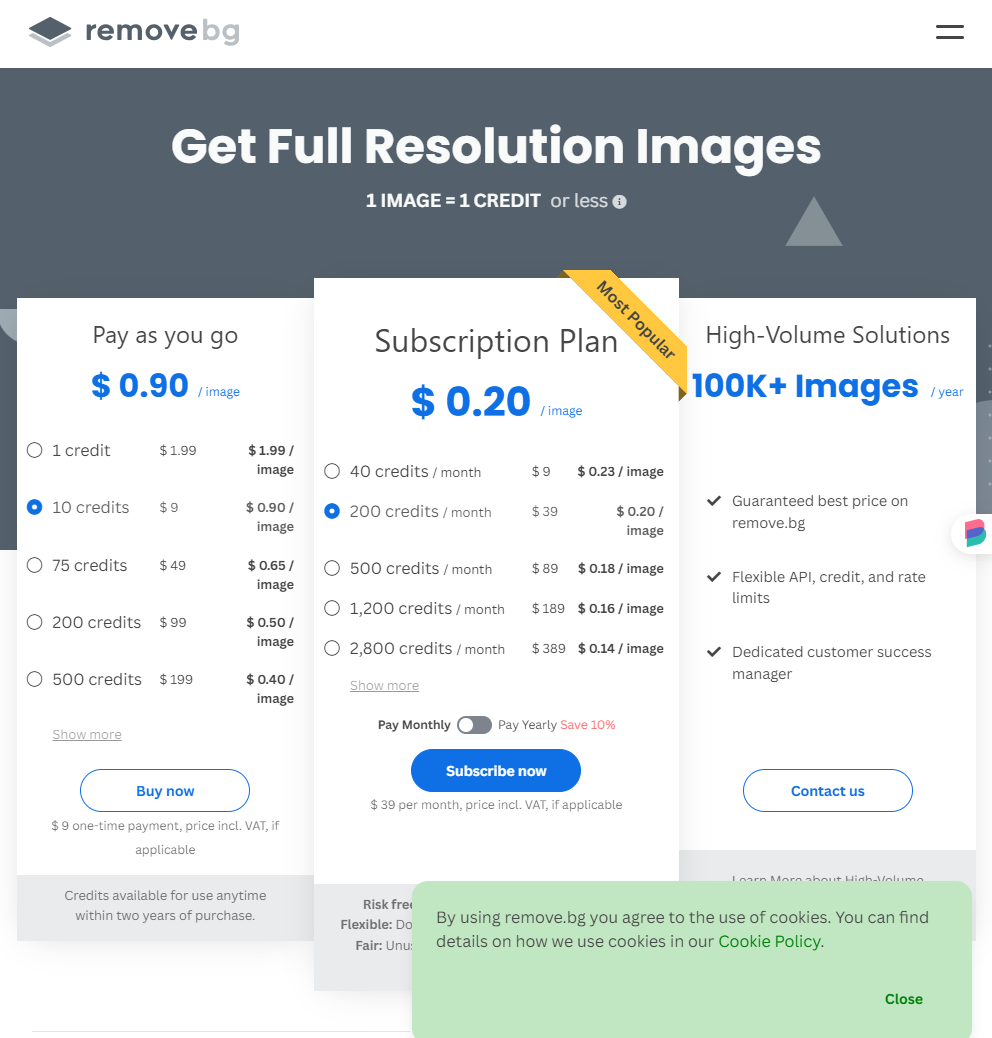 removebg
Get Full Resolution Images
1 IMAGE = 1 CREDIT or less
Pay as you go
$ 0.90 / image
1 credit $ 1.99 $ 1.99 /
image
10 credits $ 9 $ 0.90 /
image
75 credits $ 49 $ 0.65 /
image
200 credits $ 99 $ 0.50 /
image
500 credits $ 199 $ 0.40 /
image
Show more
Buy now
$ 9 one-time payment, price incl. VAT, if
applicable
Credits available for use anytime
within two years of purchase.
Most Popular
Subscription Plan
$ 0.20 / image
40 credits / month $ 9 $ 0.23 / image
200 credits / month $ 39 $ 0.20 /
image
500 credits / month $ 89 $ 0.18 / image
1,200 credits / month $ 189 $ 0.16 / image
2,800 credits / month $ 389 $ 0.14 / image
Show more
Pay Monthly Pay Yearly Save 10%
Subscribe now
$ 39 per month, price incl. VAT, if applicable
Risk
Flexible:
Fair:
High-Volume Solutions
100K+ Images / year
Guaranteed best price on
remove.bg
Flexible API, credit, and rate
limits
Dedicated customer success
manager
Contact us
Learn More about High-Volume
By using remove.bg you agree to the use of cookies. You can find
details on how we use cookies in our Cookie Policy.
Close